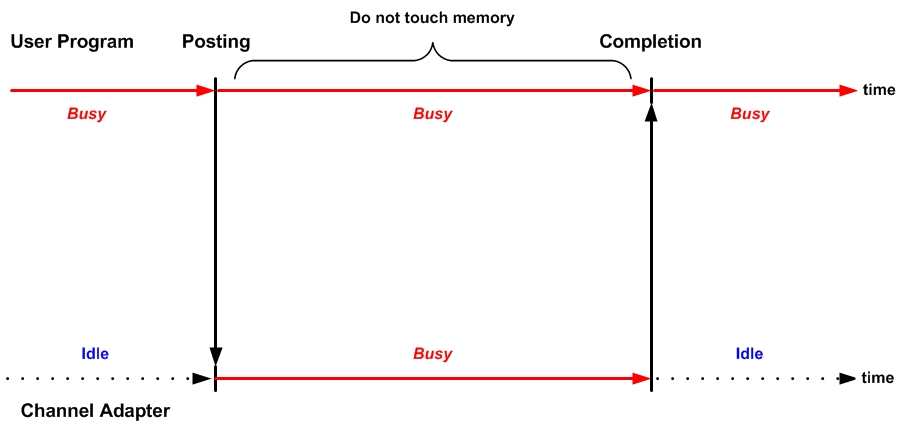 Do not touch memory
User Program
Posting
Completion
time
Busy
Busy
Busy
Idle
Busy
Idle
time
Channel Adapter